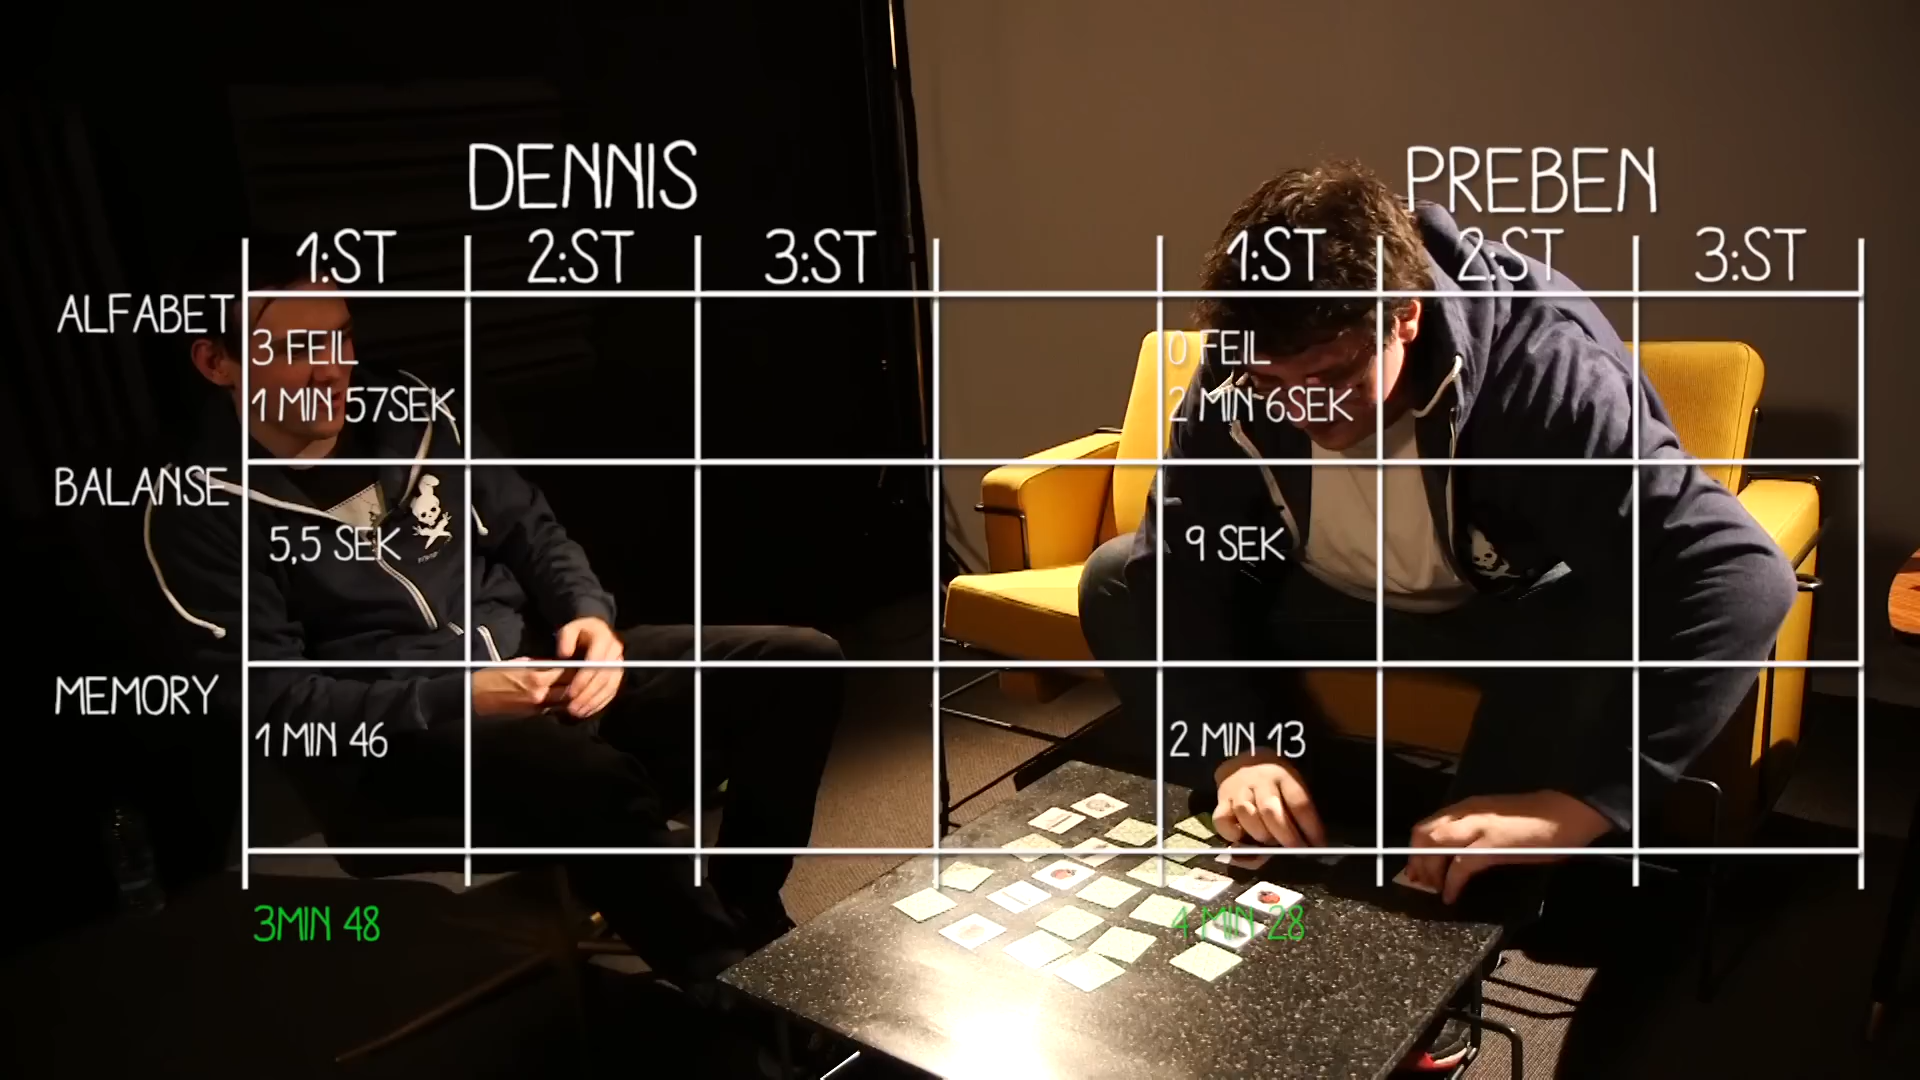 DENNIS
PREBEN
1:ST 2:ST 3:ST 1:ST 2:ST 3:ST
ALFABET
3 FEIL
1 MIN 57SEK
0 FEIL
2 MIN 6SEK
BALANSE
5,5 SEK
9 SEK
MEMORY
1 MIN 46
2 MIN 13
3MIN 48
4 MIN 28